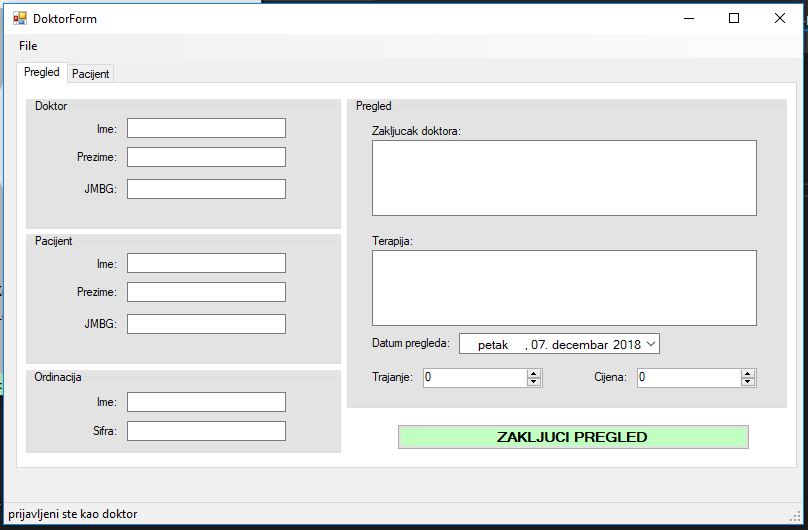 DoktorForm
File
Pregled
Pacijent
Doktor
Ime:
Prezime:
JMBG:
Pacijent
Ime:
Prezime:
JMBG:
Ordinacija
Ime:
Sifra:
Pregled
Zakljucak doktora:
Terapija:
Datum pregleda: petak , 07. decembar 2018
Trajanje: 0 Cijena: 0
ZAKLJUCI PREGLED
prijavljeni ste kao doktor